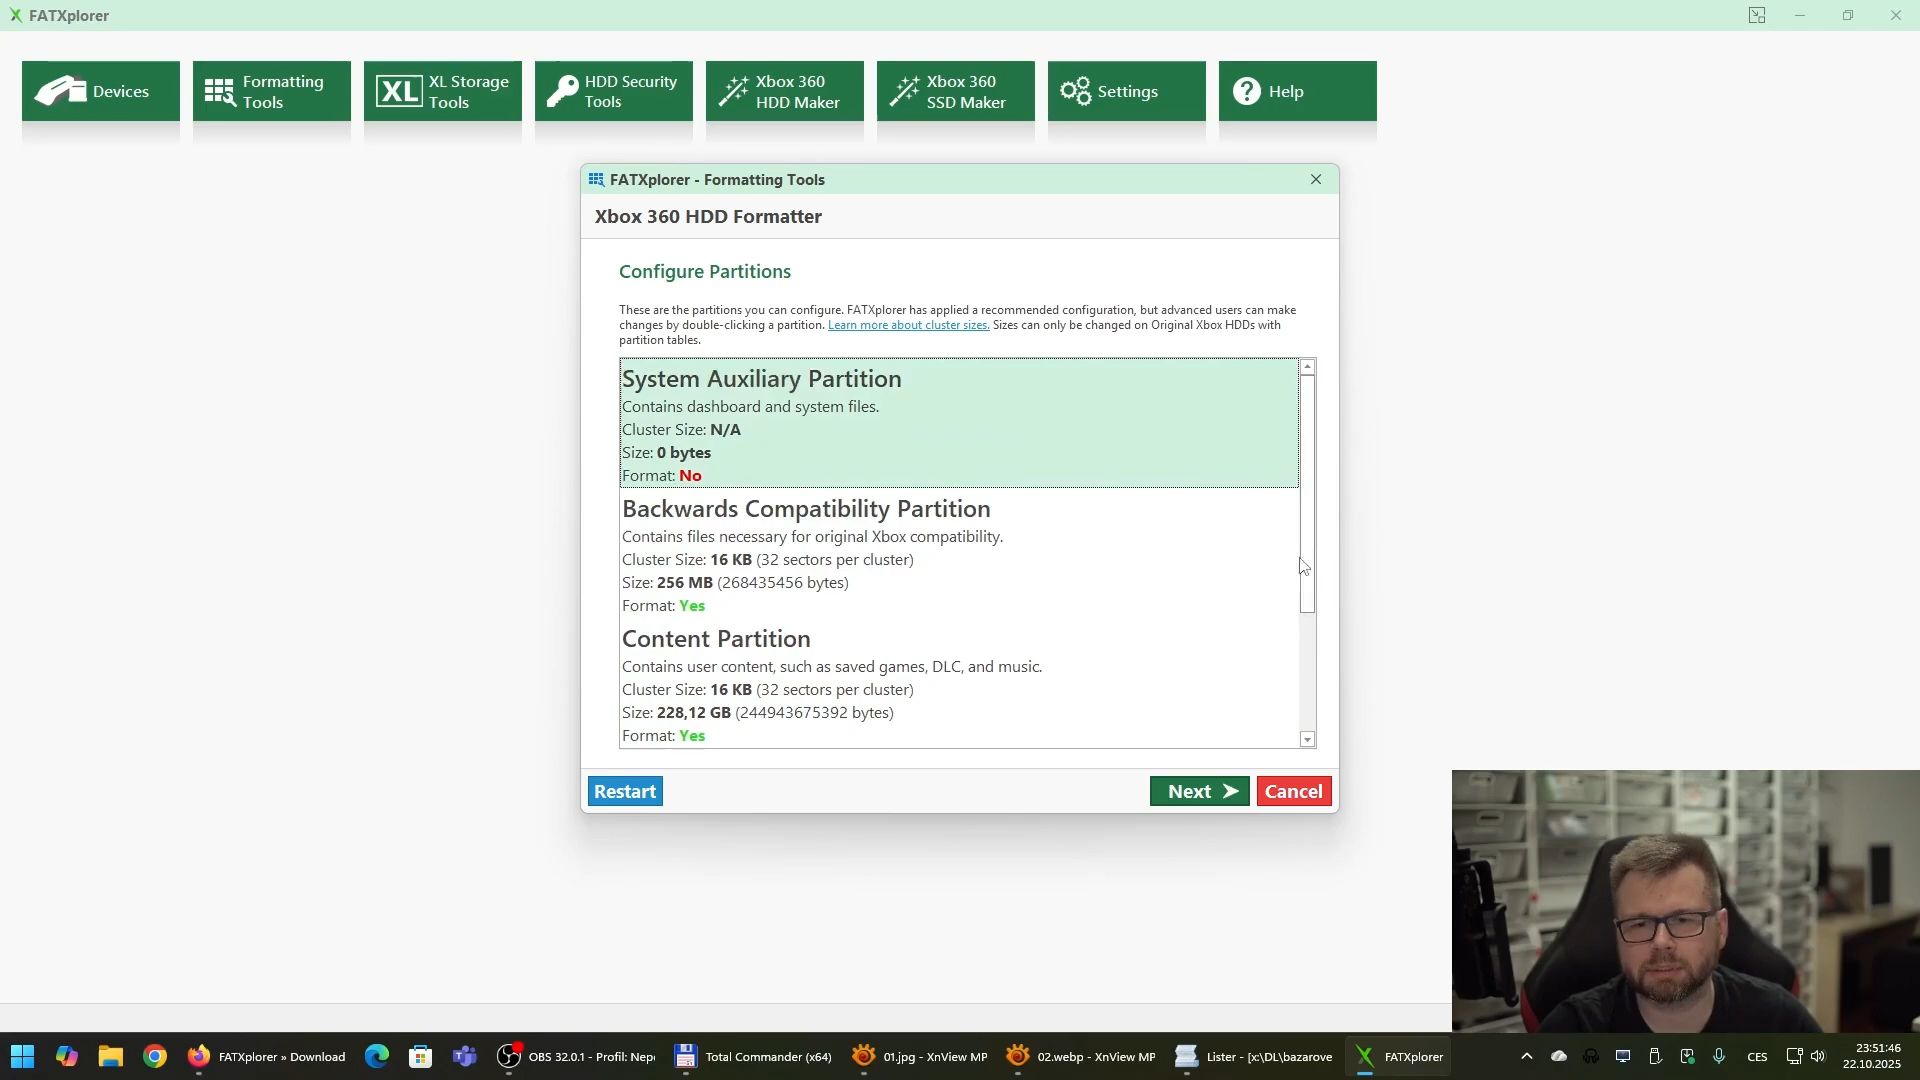 FATXplorer
Devices
Formatting
Tools
XL
XL Storage
Tools
HDD Security
Tools
Xbox 360
HDD Maker
Xbox 360
SSD Maker
Settings
? Help
FATXplorer - Formatting Tools
Xbox 360 HDD Formatter
Configure Partitions
These are the partitions you can configure. FATXplorer has applied a recommended configuration, but advanced users can make
changes by double-clicking a partition. Learn more about cluster sizes. Sizes can only be changed on Original Xbox HDDs with
partition tables.
System Auxiliary Partition
Contains dashboard and system files.
Cluster Size: N/A
Size: 0 bytes
Format: No
Backwards Compatibility Partition
Contains files necessary for original Xbox compatibility.
Cluster Size: 16 KB (32 sectors per cluster)
Size: 256 MB (268435456 bytes)
Format: Yes
Content Partition
Contains user content, such as saved games, DLC, and music.
Cluster Size: 16 KB (32 sectors per cluster)
Size: 228,12 GB (244943675392 bytes)
Format: Yes
Restart
Next
Cancel
FATXplorer » Download
OBS 32.0.1 - Profil: Nepo
Total Commander (x64)
01.jpg - XnView MP
02.webp - XnView MP
Lister - [x:\DL\bazarove
FATXplorer
CES
23:51:46
22.10.2025